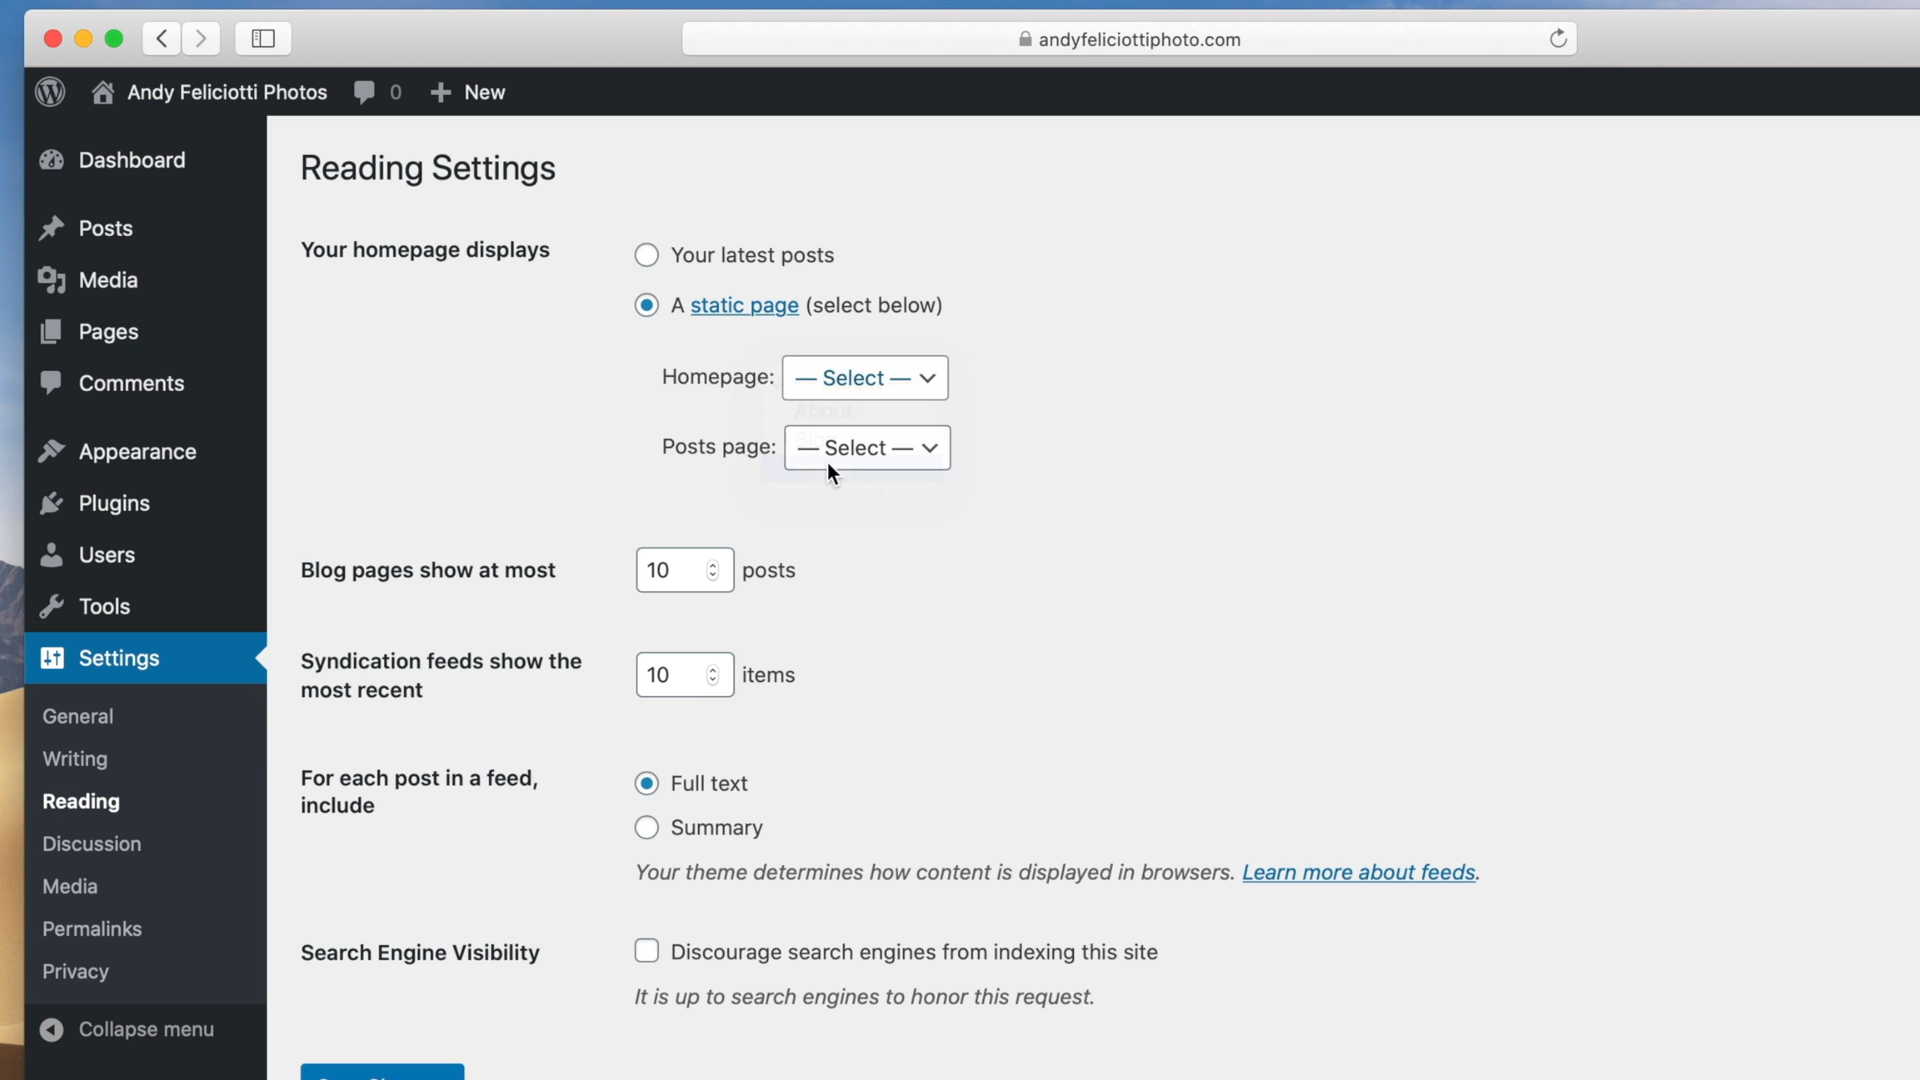 andyfeliciottiphoto.com
Andy Feliciotti Photos 0 New
Dashboard
Posts
Media
Pages
Comments
Appearance
Plugins
Users
Tools
Settings
General
Writing
Reading
Discussion
Media
Permalinks
Privacy
Collapse menu
Reading Settings
Your homepage displays
Your latest posts
A static page (select below)
Homepage: — Select —
About
Posts page: — Select —
Blog pages show at most 10 posts
Syndication feeds show the
most recent
10 items
For each post in a feed,
include
Full text
Summary
Your theme determines how content is displayed in browsers. Learn more about feeds.
Search Engine Visibility
Discourage search engines from indexing this site
It is up to search engines to honor this request.